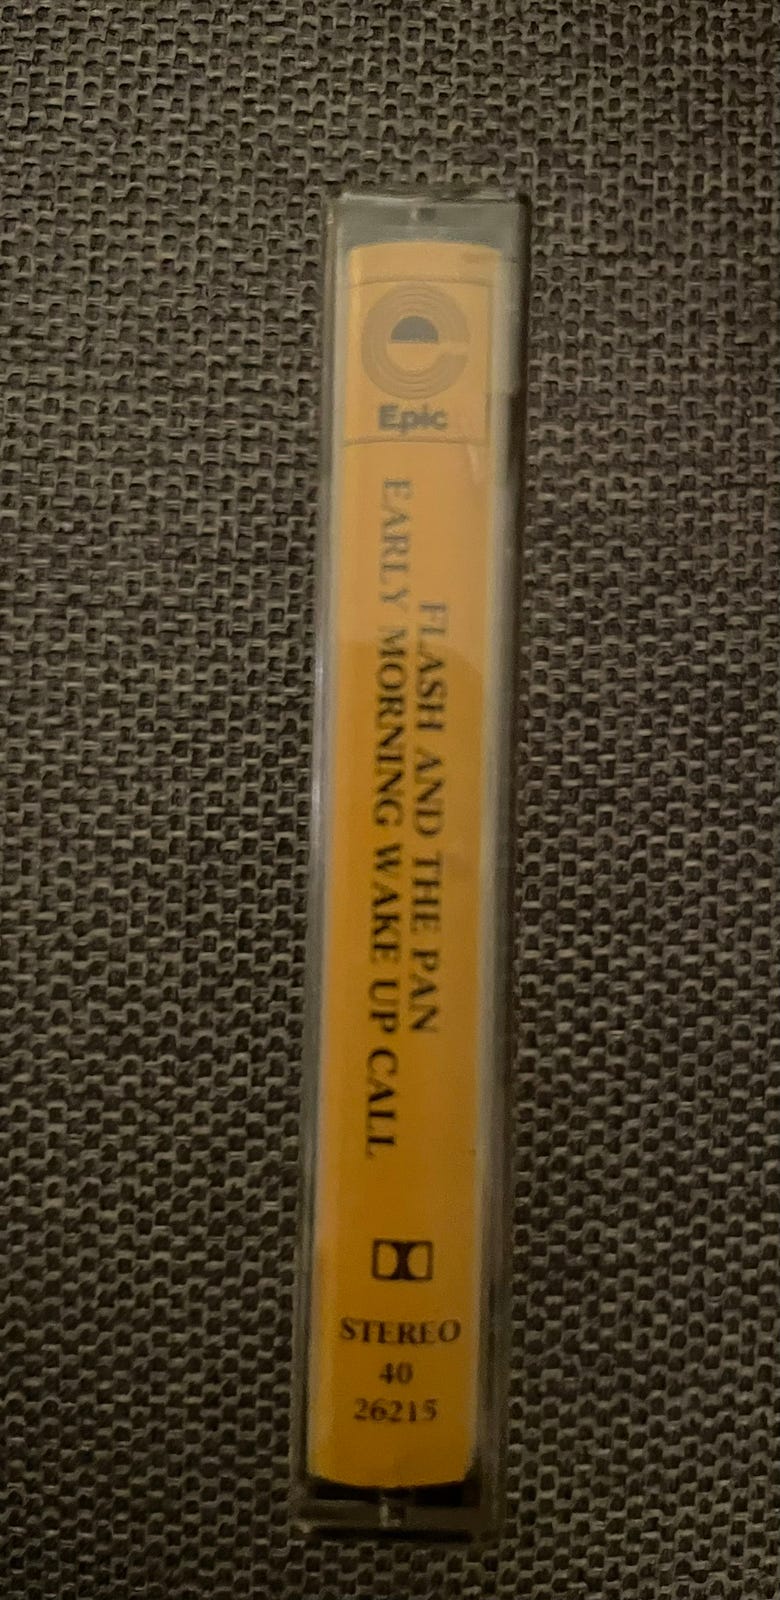 Epic
FLASH AND THE PAN
EARLY MORNING WAKE UP CALL
STEREO
40
26215